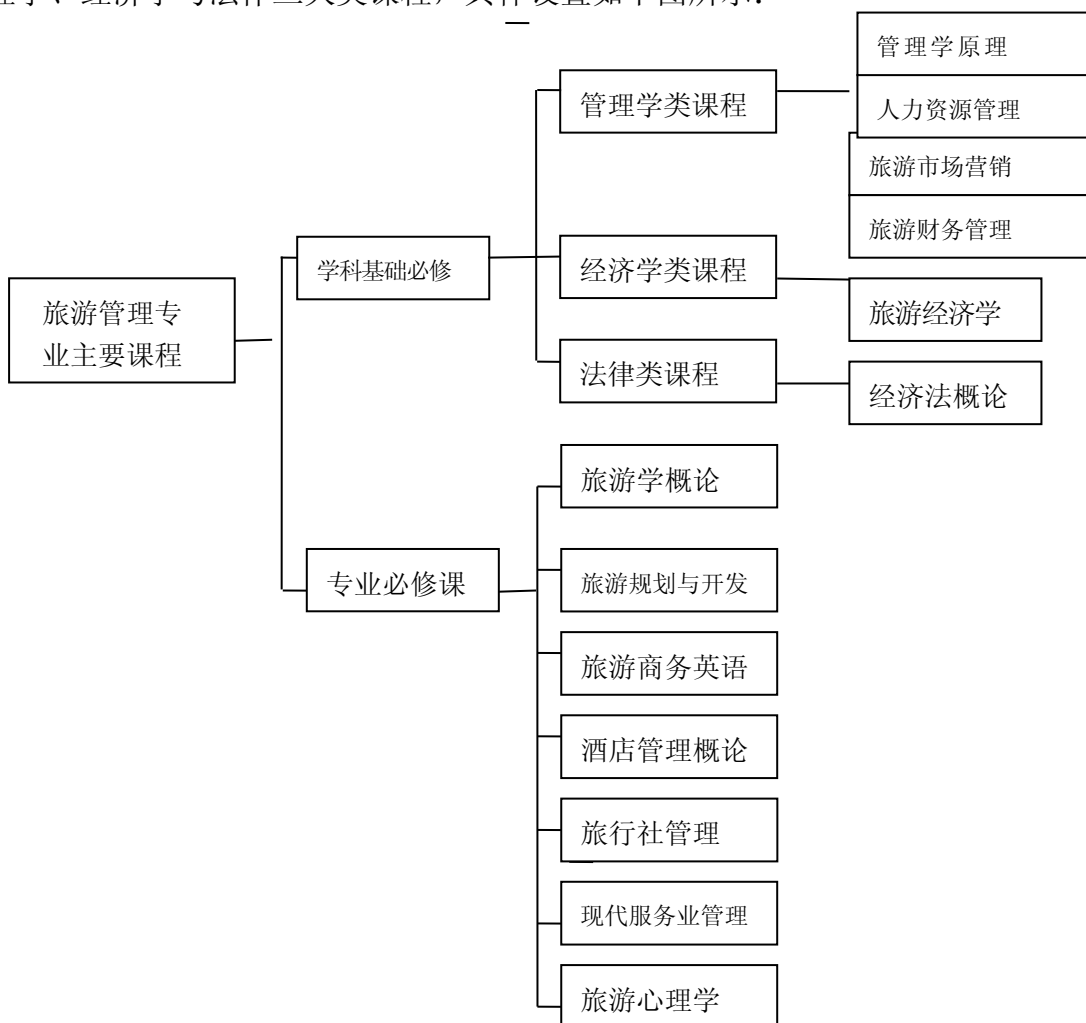 管理学原理
管理学类课程
人力资源管理
旅游市场营销
旅游财务管理
学科基础必修
经济学类课程
旅游管理专
业主要课程
旅游经济学
法律类课程
经济法概论
旅游学概论
专业必修课
旅游规划与开发
旅游商务英语
酒店管理概论
旅行社管理
现代服务业管理
旅游心理学